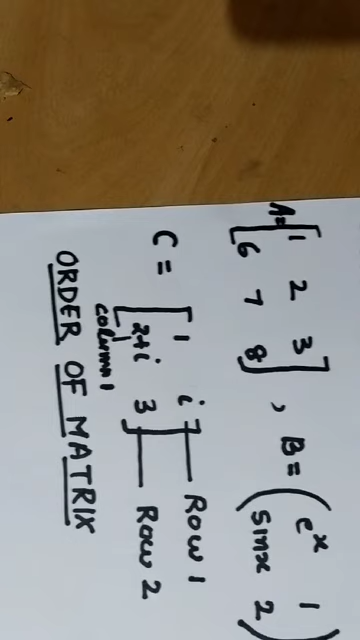 A = [ 1 2 3 ] , B = ( e^x 1 )
[ 6 7 8 ] ( sinx 2 )
C = [ 1 i ] — Row 1
[ 2+i 3 ] — Row 2
column 1
ORDER OF MATRIX